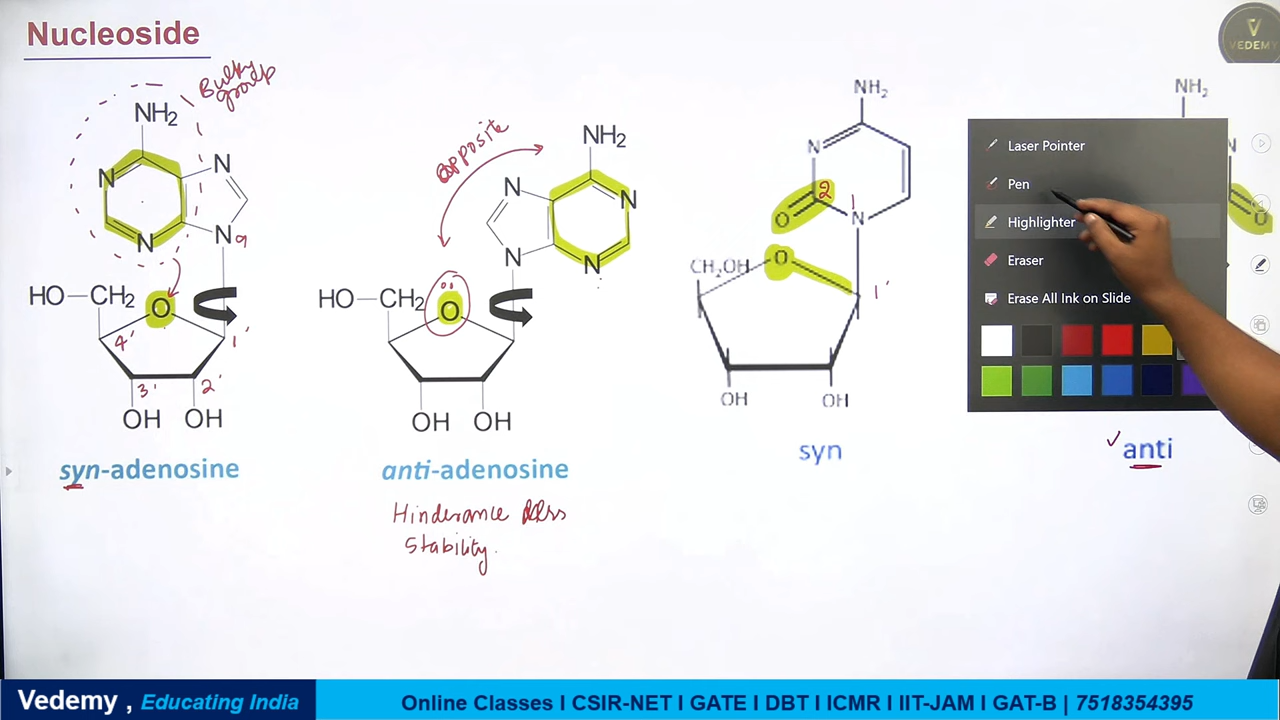 Nucleoside
VEDEMY
Bulky
group
NH2
N
N
N
N 9
HO CH2 O
4' 1'
3' 2'
OH OH
syn-adenosine
opposite
NH2
N
N
N
N
HO CH2 O
OH OH
anti-adenosine
Hinderance less
Stability.
NH2
N
2 1
O N
CH2OH O
1'
OH OH
syn
NH2
N
O
Laser Pointer
Pen
Highlighter
Eraser
Erase All Ink on Slide
✓ anti
Vedemy , Educating India
Online Classes I CSIR-NET I GATE I DBT I ICMR I IIT-JAM I GAT-B | 7518354395